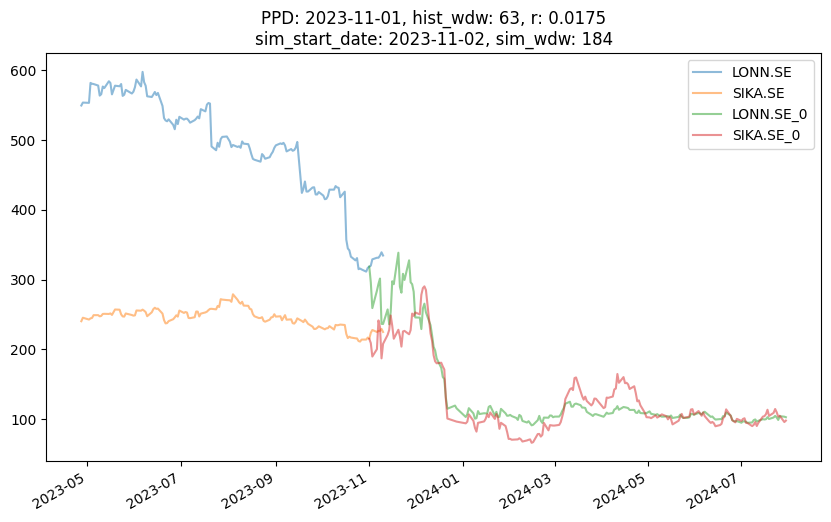 PPD: 2023-11-01, hist_wdw: 63, r: 0.0175
sim_start_date: 2023-11-02, sim_wdw: 184
600
500
400
300
200
100
LONN.SE
SIKA.SE
LONN.SE_0
SIKA.SE_0
2023-05
2023-07
2023-09
2023-11
2024-01
2024-03
2024-05
2024-07